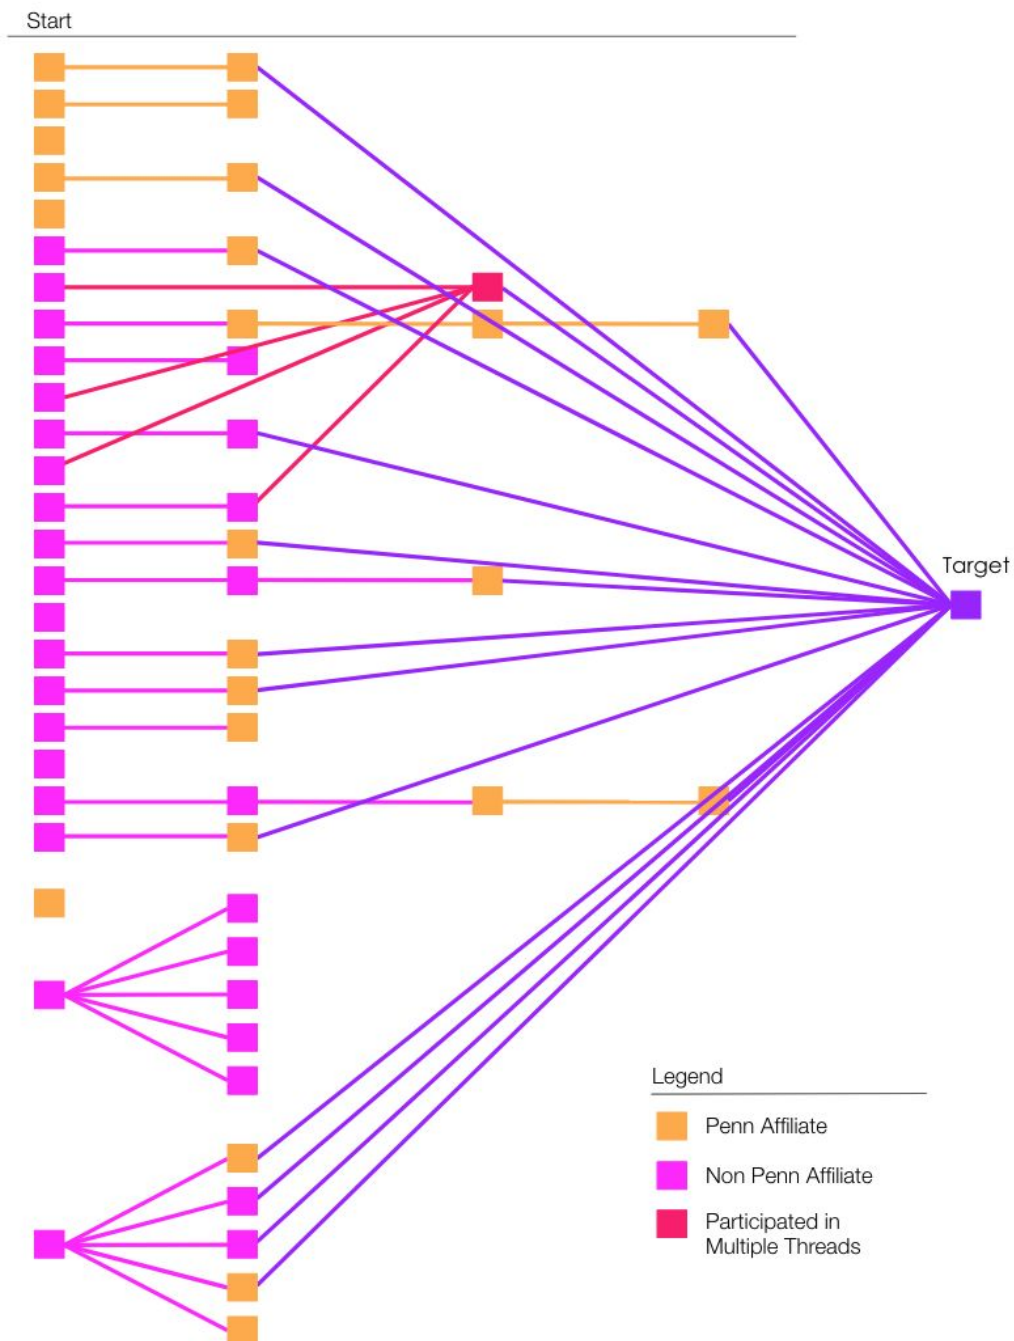 Start
Target
Legend
Penn Affiliate
Non Penn Affiliate
Participated in
Multiple Threads